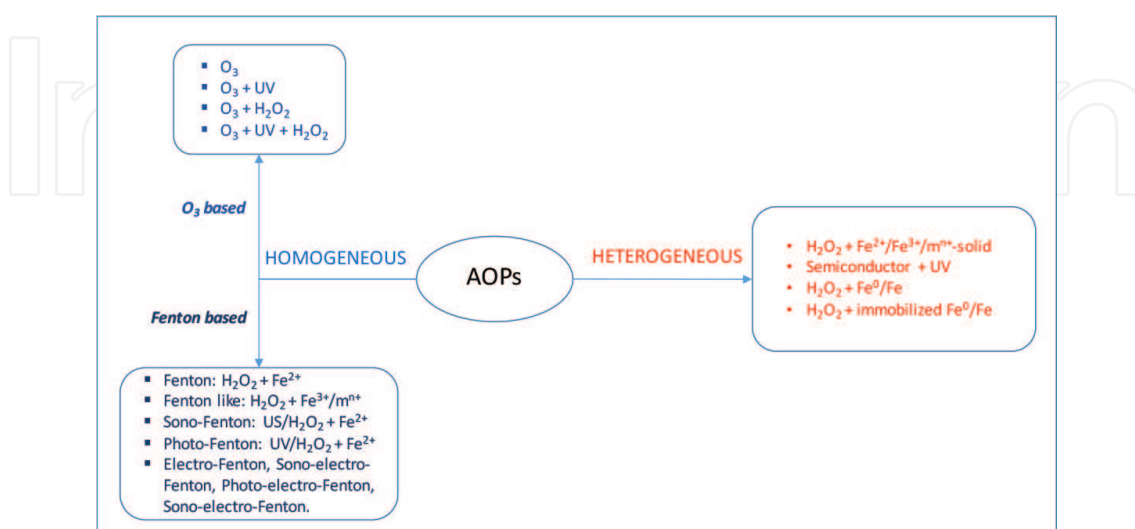 O₃
O₃ + UV
O₃ + H₂O₂
O₃ + UV + H₂O₂
O₃ based
HOMOGENEOUS
AOPs
HETEROGENEOUS
H₂O₂ + Fe²⁺/Fe³⁺/mⁿ⁺-solid
Semiconductor + UV
H₂O₂ + Fe⁰/Fe
H₂O₂ + immobilized Fe⁰/Fe
Fenton based
Fenton: H₂O₂ + Fe²⁺
Fenton like: H₂O₂ + Fe³⁺/mⁿ⁺
Sono-Fenton: US/H₂O₂ + Fe²⁺
Photo-Fenton: UV/H₂O₂ + Fe²⁺
Electro-Fenton, Sono-electro-
Fenton, Photo-electro-Fenton,
Sono-electro-Fenton.